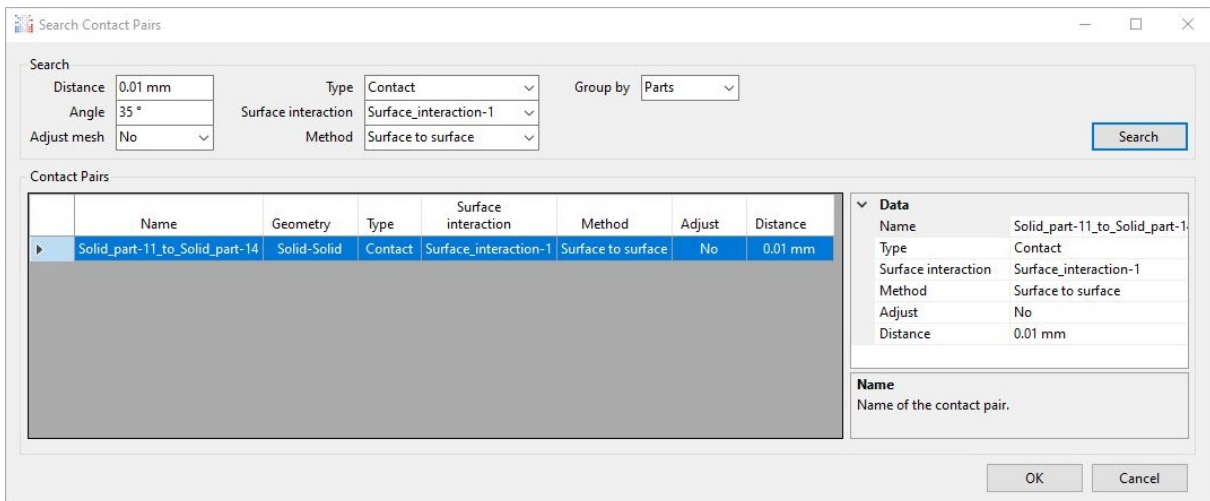 Search Contact Pairs
Search
Distance 0.01 mm Type Contact Group by Parts
Angle 35 ° Surface interaction Surface_interaction-1
Adjust mesh No Method Surface to surface Search
Contact Pairs
Name Geometry Type Surface interaction Method Adjust Distance
Solid_part-11_to_Solid_part-14 Solid-Solid Contact Surface_interaction-1 Surface to surface No 0.01 mm
Data
Name Solid_part-11_to_Solid_part-1
Type Contact
Surface interaction Surface_interaction-1
Method Surface to surface
Adjust No
Distance 0.01 mm
Name
Name of the contact pair.
OK Cancel